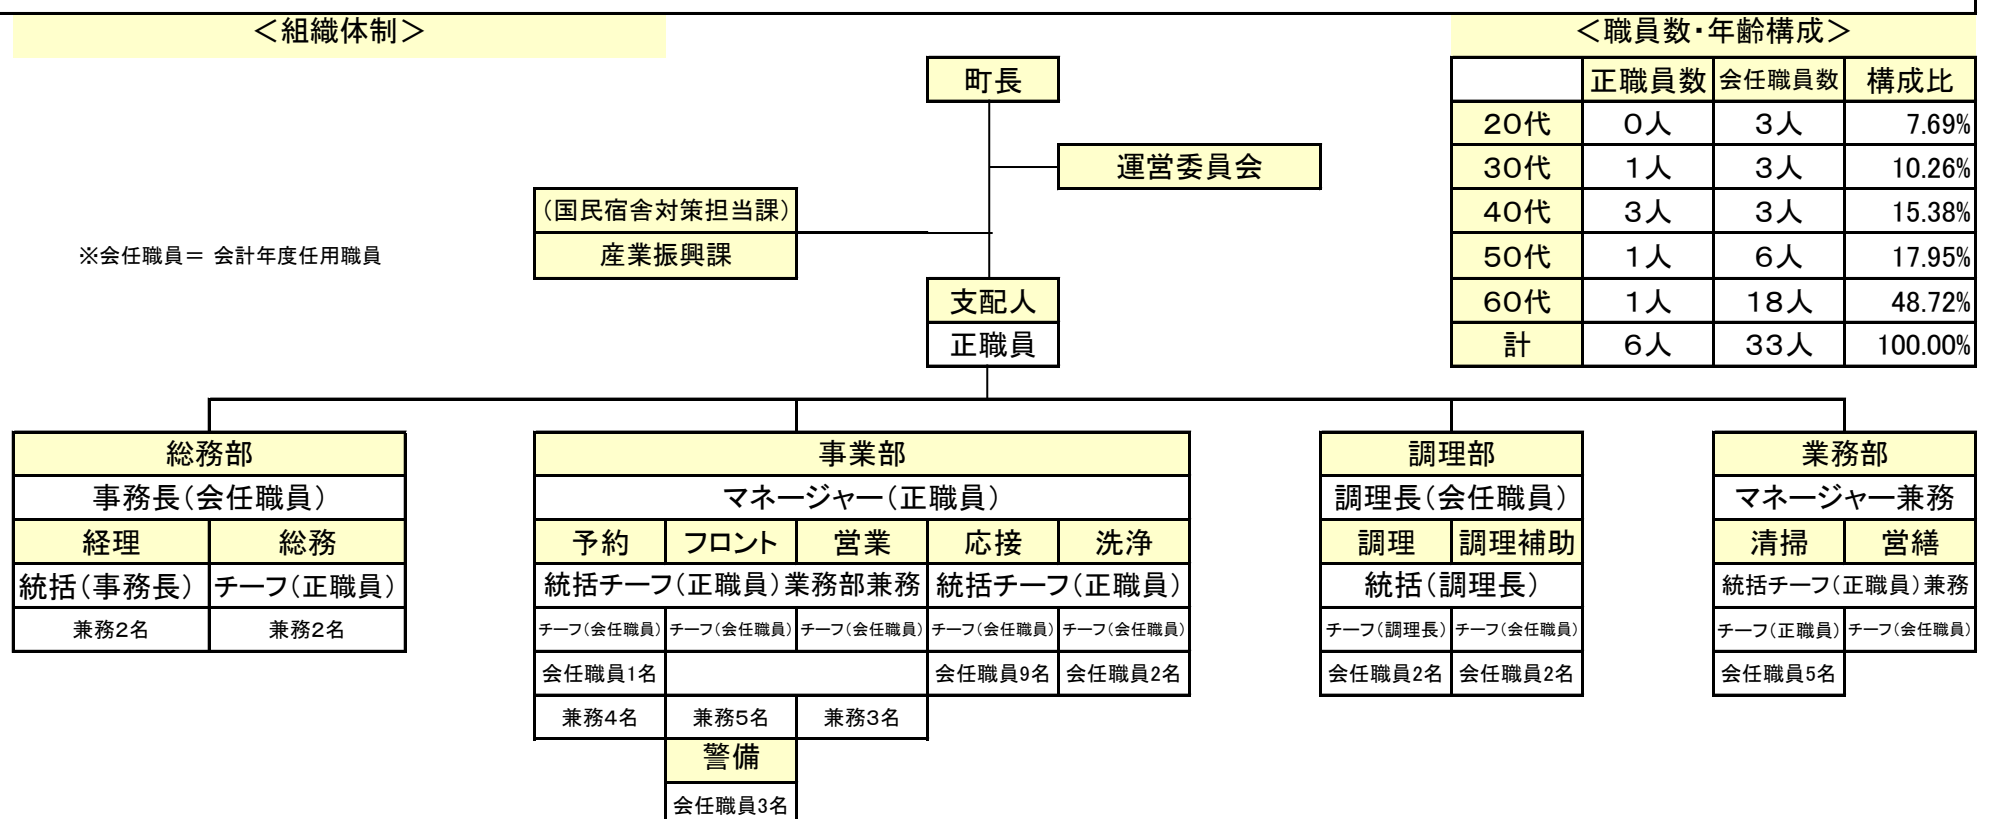 ＜組織体制＞
＜職員数・年齢構成＞
町長
正職員数 会任職員数 構成比
20代 0人 3人 7.69%
運営委員会
30代 1人 3人 10.26%
(国民宿舎対策担当課)
40代 3人 3人 15.38%
※会任職員＝ 会計年度任用職員
産業振興課
50代 1人 6人 17.95%
支配人
60代 1人 18人 48.72%
正職員
計 6人 33人 100.00%
総務部 事業部 調理部 業務部
事務長(会任職員) マネージャー(正職員) 調理長(会任職員) マネージャー兼務
経理 総務 予約 フロント 営業 応接 洗浄 調理 調理補助 清掃 営繕
統括(事務長) チーフ(正職員) 統括チーフ(正職員)業務部兼務 統括チーフ(正職員) 統括(調理長) 統括チーフ(正職員)兼務
兼務2名 兼務2名 チーフ(会任職員) チーフ(会任職員) チーフ(会任職員) チーフ(会任職員) チーフ(会任職員) チーフ(調理長) チーフ(会任職員) チーフ(正職員) チーフ(会任職員)
会任職員1名 会任職員9名 会任職員2名 会任職員2名 会任職員2名 会任職員5名
兼務4名 兼務5名 兼務3名
警備
会任職員3名